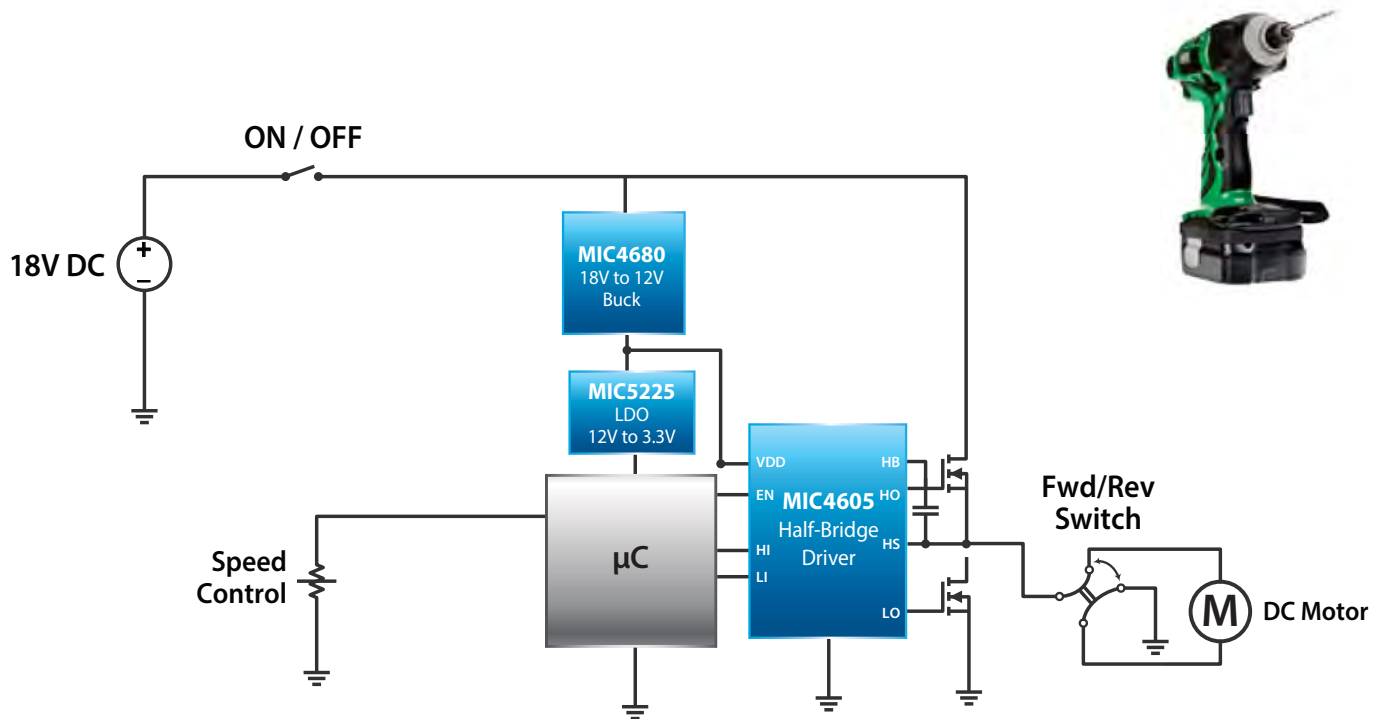 ON / OFF
18V DC
+
−
MIC4680
18V to 12V
Buck
MIC5225
LDO
12V to 3.3V
VDD
EN
HI
LI
MIC4605
Half-Bridge
Driver
HB
HO
HS
LO
µC
Speed
Control
Fwd/Rev
Switch
M
DC Motor